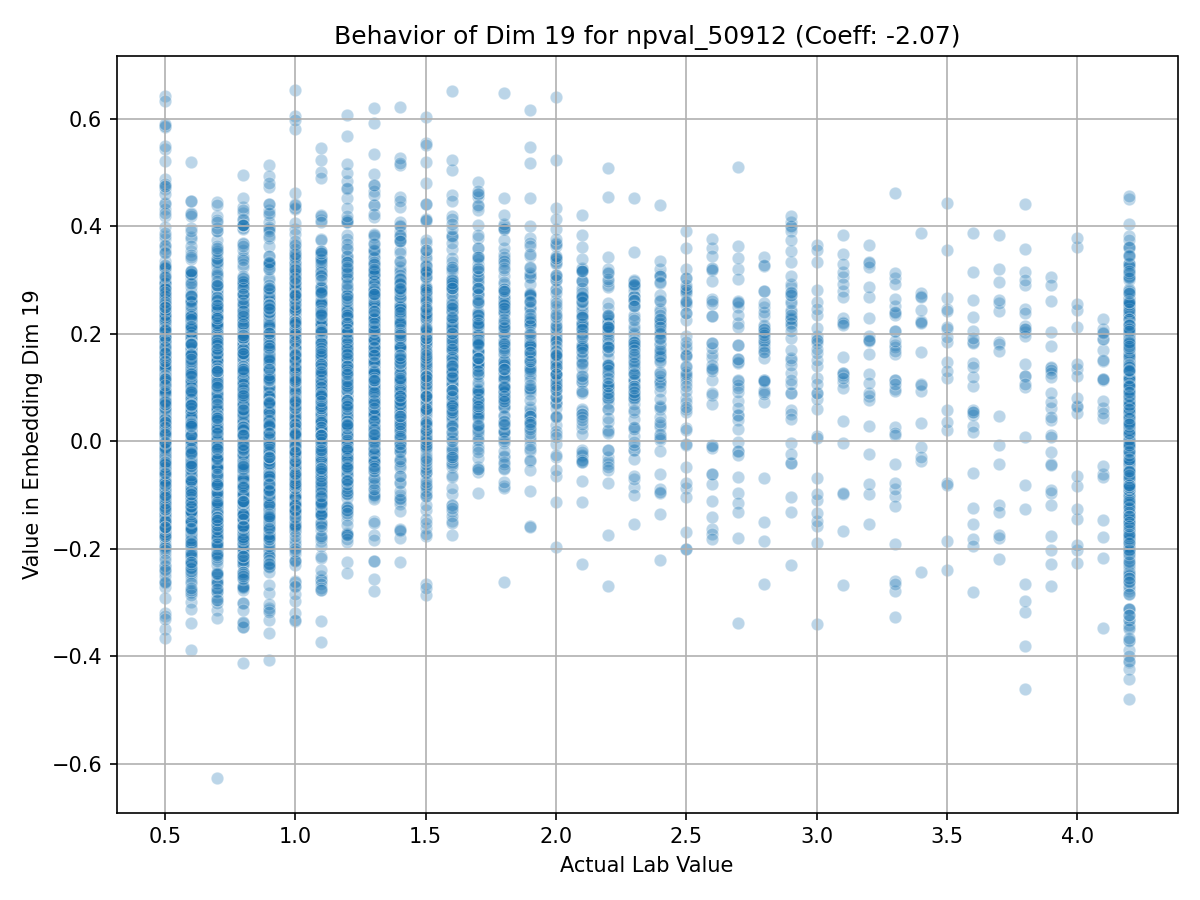 Behavior of Dim 19 for npval_50912 (Coeff: -2.07)
Value in Embedding Dim 19
0.6
0.4
0.2
0.0
−0.2
−0.4
−0.6
0.5 1.0 1.5 2.0 2.5 3.0 3.5 4.0
Actual Lab Value